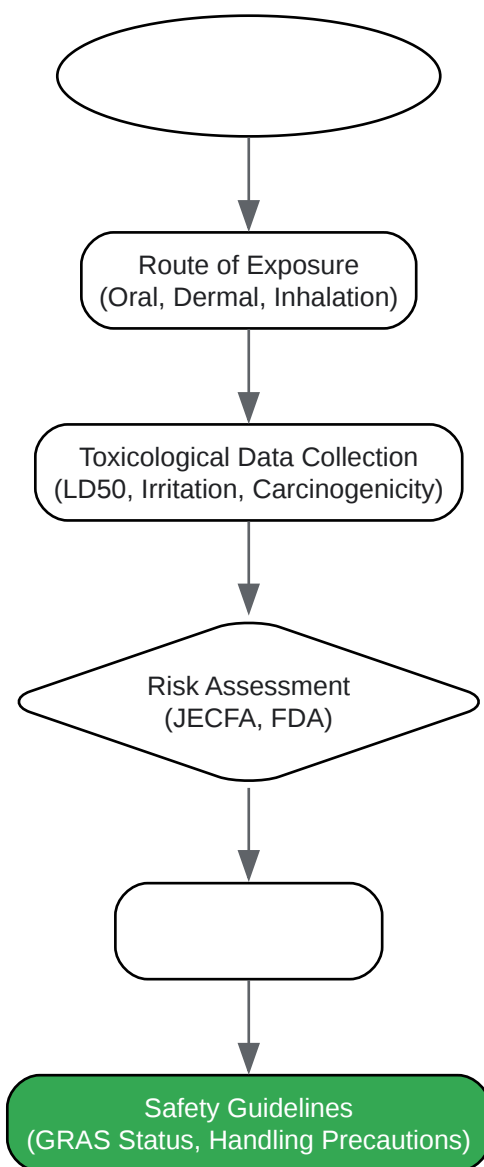 Route of Exposure
(Oral, Dermal, Inhalation)
Toxicological Data Collection
(LD50, Irritation, Carcinogenicity)
Risk Assessment
(JECFA, FDA)
Safety Guidelines
(GRAS Status, Handling Precautions)